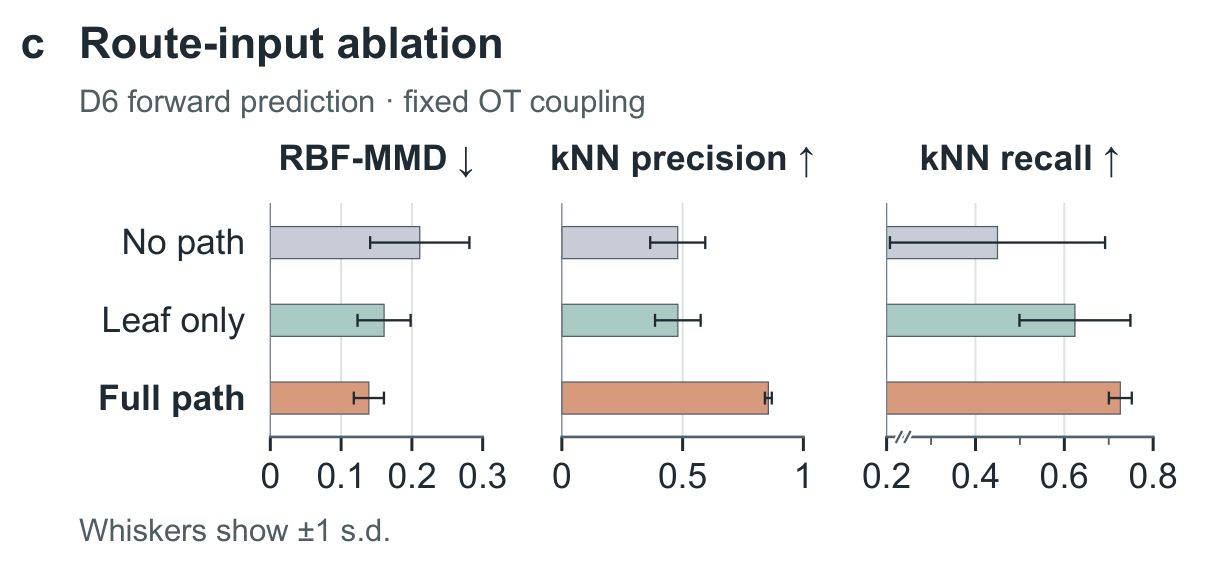 c Route-input ablation
D6 forward prediction · fixed OT coupling
RBF-MMD ↓ kNN precision ↑ kNN recall ↑
No path
Leaf only
Full path
0 0.1 0.2 0.3 0 0.5 1 0.2 0.4 0.6 0.8
Whiskers show ±1 s.d.